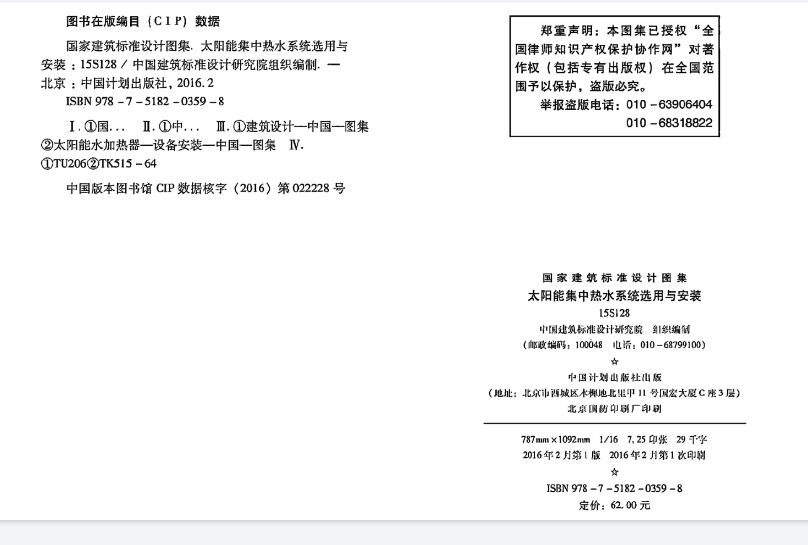 图书在版编目（CIP）数据
国家建筑标准设计图集. 太阳能集中热水系统选用与
安装：15S128 / 中国建筑标准设计研究院组织编制. —
北京：中国计划出版社，2016.2
ISBN 978-7-5182-0359-8
Ⅰ.①国... Ⅱ.①中... Ⅲ.①建筑设计—中国—图集
②太阳能水加热器—设备安装—中国—图集 Ⅳ.
①TU206②TK515-64
中国版本图书馆 CIP 数据核字（2016）第 022228 号
郑重声明：本图集已授权“全
国律师知识产权保护协作网”对著
作权（包括专有出版权）在全国范
围予以保护，盗版必究。
举报盗版电话：010-63906404
010-68318822
国家建筑标准设计图集
太阳能集中热水系统选用与安装
15S128
中国建筑标准设计研究院 组织编制
（邮政编码：100048 电话：010-68799100）
☆
中国计划出版社出版
（地址：北京市西城区木樨地北里甲 11 号国宏大厦 C 座 3 层）
北京国防印刷厂印刷
787mm×1092mm 1/16 7.25 印张 29 千字
2016 年 2 月第 1 版 2016 年 2 月第 1 次印刷
☆
ISBN 978-7-5182-0359-8
定价：62.00 元